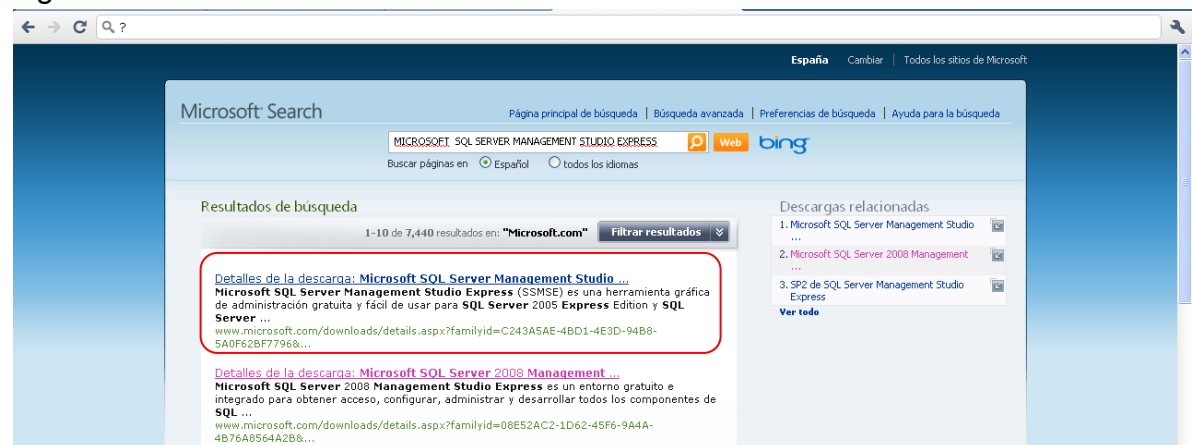 ?
España Cambiar | Todos los sitios de Microsoft
Microsoft® Search
Página principal de búsqueda | Búsqueda avanzada | Preferencias de búsqueda | Ayuda para la búsqueda
MICROSOFT SQL SERVER MANAGEMENT STUDIO EXPRESS Web bing
Buscar páginas en Español todos los idiomas
Resultados de búsqueda
1-10 de 7,440 resultados en: "Microsoft.com" Filtrar resultados
Detalles de la descarga: Microsoft SQL Server Management Studio ...
Microsoft SQL Server Management Studio Express (SSMSE) es una herramienta gráfica
de administración gratuita y fácil de usar para SQL Server 2005 Express Edition y SQL
Server ...
www.microsoft.com/downloads/details.aspx?familyid=C243A5AE-4BD1-4E3D-94B8-
5A0F62BF7796&...
Detalles de la descarga: Microsoft SQL Server 2008 Management ...
Microsoft SQL Server 2008 Management Studio Express es un entorno gratuito e
integrado para obtener acceso, configurar, administrar y desarrollar todos los componentes de
SQL ...
www.microsoft.com/downloads/details.aspx?familyid=08E52AC2-1D62-45F6-9A4A-
4B76A8564A2B&...
Descargas relacionadas
1. Microsoft SQL Server Management Studio
...
2. Microsoft SQL Server 2008 Management
...
3. SP2 de SQL Server Management Studio
Express
Ver todo